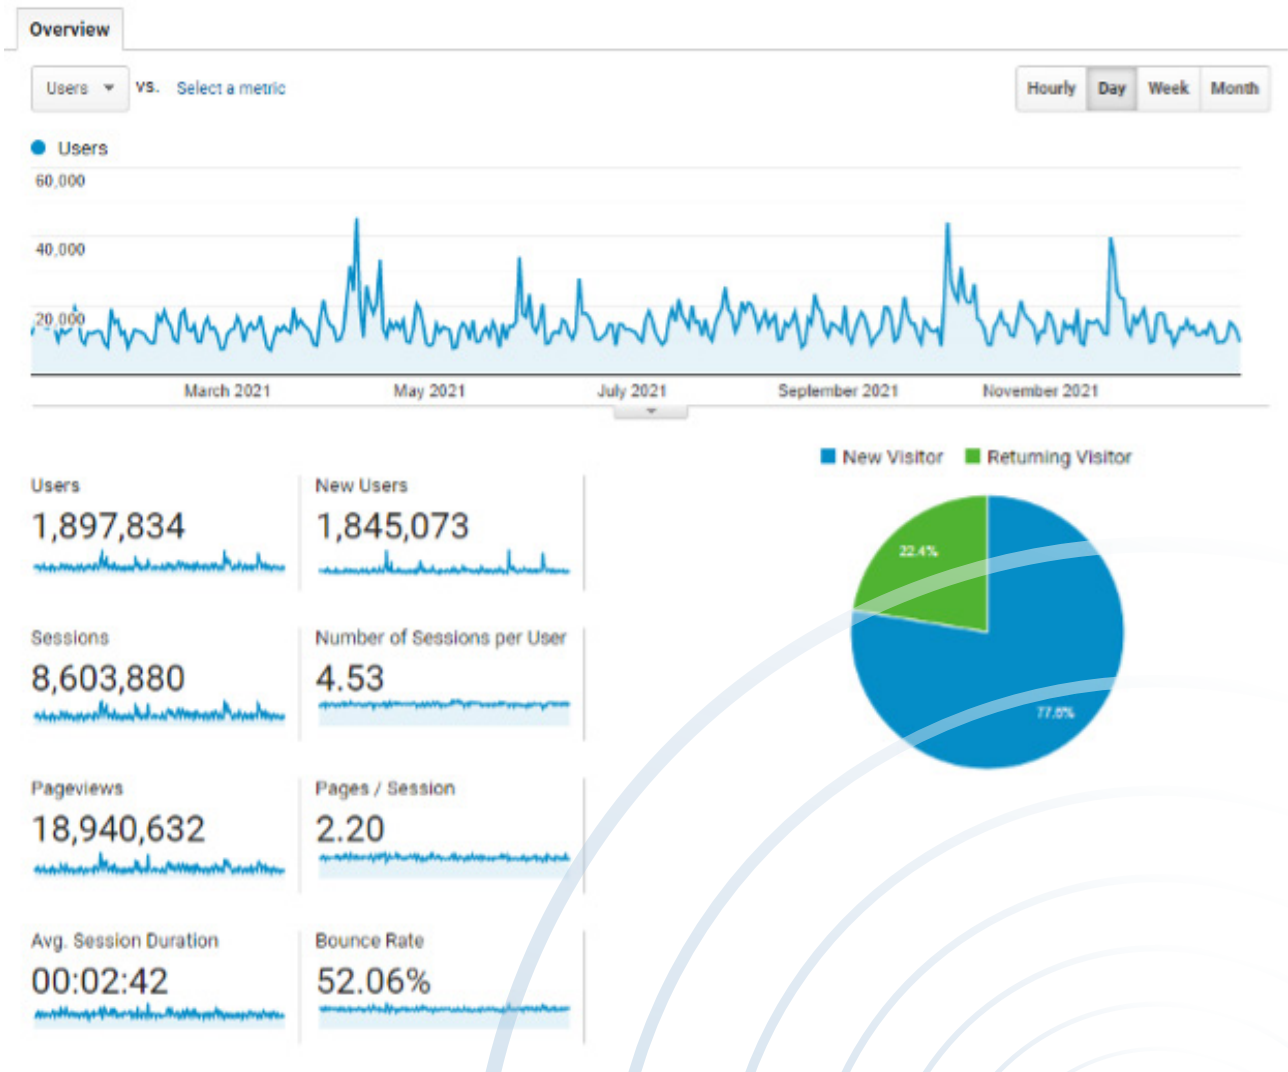 Overview
Users vs. Select a metric
Hourly Day Week Month
Users
60,000
40,000
20,000
March 2021 May 2021 July 2021 September 2021 November 2021
New Visitor Returning Visitor
Users New Users
1,897,834 1,845,073
22.4%
Sessions Number of Sessions per User
8,603,880 4.53
77.6%
Pageviews Pages / Session
18,940,632 2.20
Avg. Session Duration Bounce Rate
00:02:42 52.06%